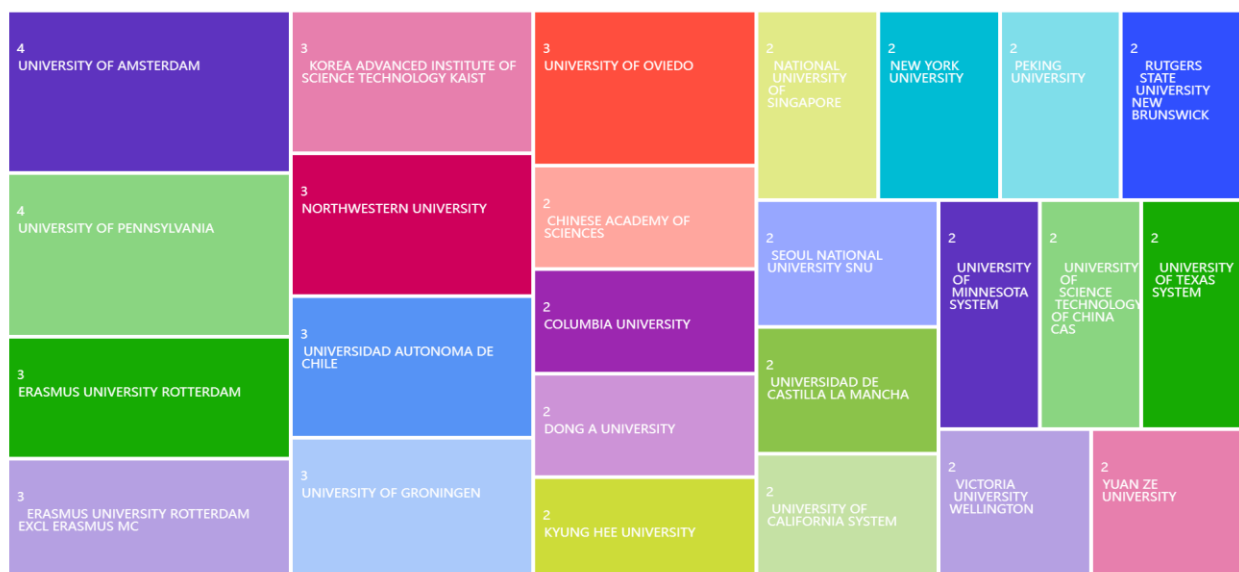 4
UNIVERSITY OF AMSTERDAM
4
UNIVERSITY OF PENNSYLVANIA
3
ERASMUS UNIVERSITY ROTTERDAM
3
ERASMUS UNIVERSITY ROTTERDAM
EXCL ERASMUS MC
3
KOREA ADVANCED INSTITUTE OF
SCIENCE TECHNOLOGY KAIST
3
NORTHWESTERN UNIVERSITY
3
UNIVERSIDAD AUTONOMA DE
CHILE
3
UNIVERSITY OF GRONINGEN
3
UNIVERSITY OF OVIEDO
2
CHINESE ACADEMY OF
SCIENCES
2
COLUMBIA UNIVERSITY
2
DONG A UNIVERSITY
2
KYUNG HEE UNIVERSITY
2
NATIONAL
UNIVERSITY
OF
SINGAPORE
2
NEW YORK
UNIVERSITY
2
PEKING
UNIVERSITY
2
RUTGERS
STATE
UNIVERSITY
NEW
BRUNSWICK
2
SEOUL NATIONAL
UNIVERSITY SNU
2
UNIVERSIDAD DE
CASTILLA LA MANCHA
2
UNIVERSITY OF
CALIFORNIA SYSTEM
2
UNIVERSITY
OF
MINNESOTA
SYSTEM
2
UNIVERSITY
OF
SCIENCE
TECHNOLOGY
OF CHINA
CAS
2
UNIVERSITY
OF TEXAS
SYSTEM
2
VICTORIA
UNIVERSITY
WELLINGTON
2
YUAN ZE
UNIVERSITY